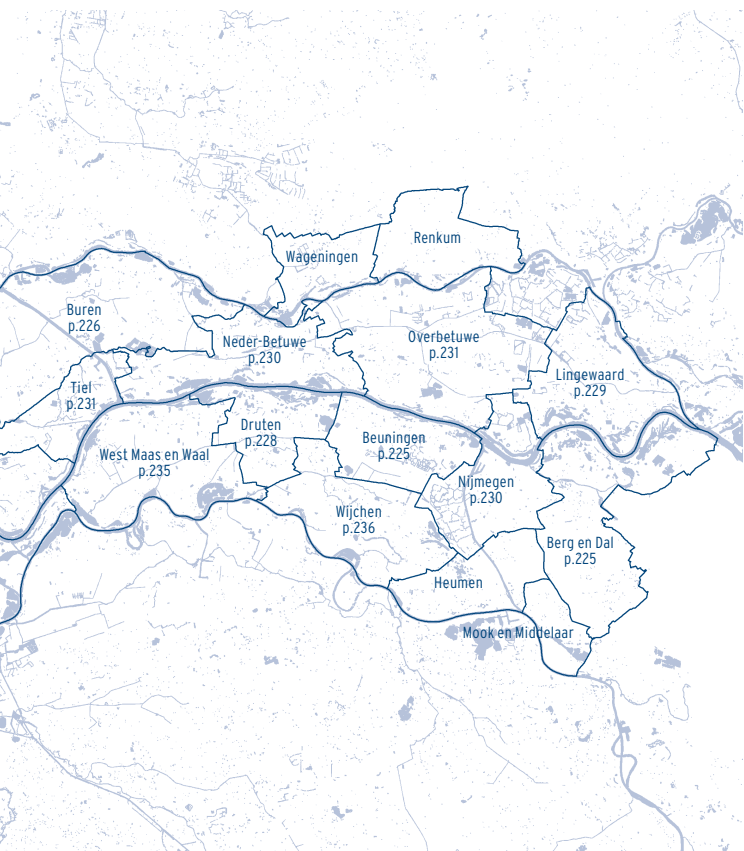 Renkum
Wageningen
Buren
p.226
Neder-Betuwe
p.230
Overbetuwe
p.231
Lingewaard
p.229
Tiel
p.231
Druten
p.228
Beuningen
p.225
West Maas en Waal
p.235
Nijmegen
p.230
Wijchen
p.236
Berg en Dal
p.225
Heumen
Mook en Middelaar